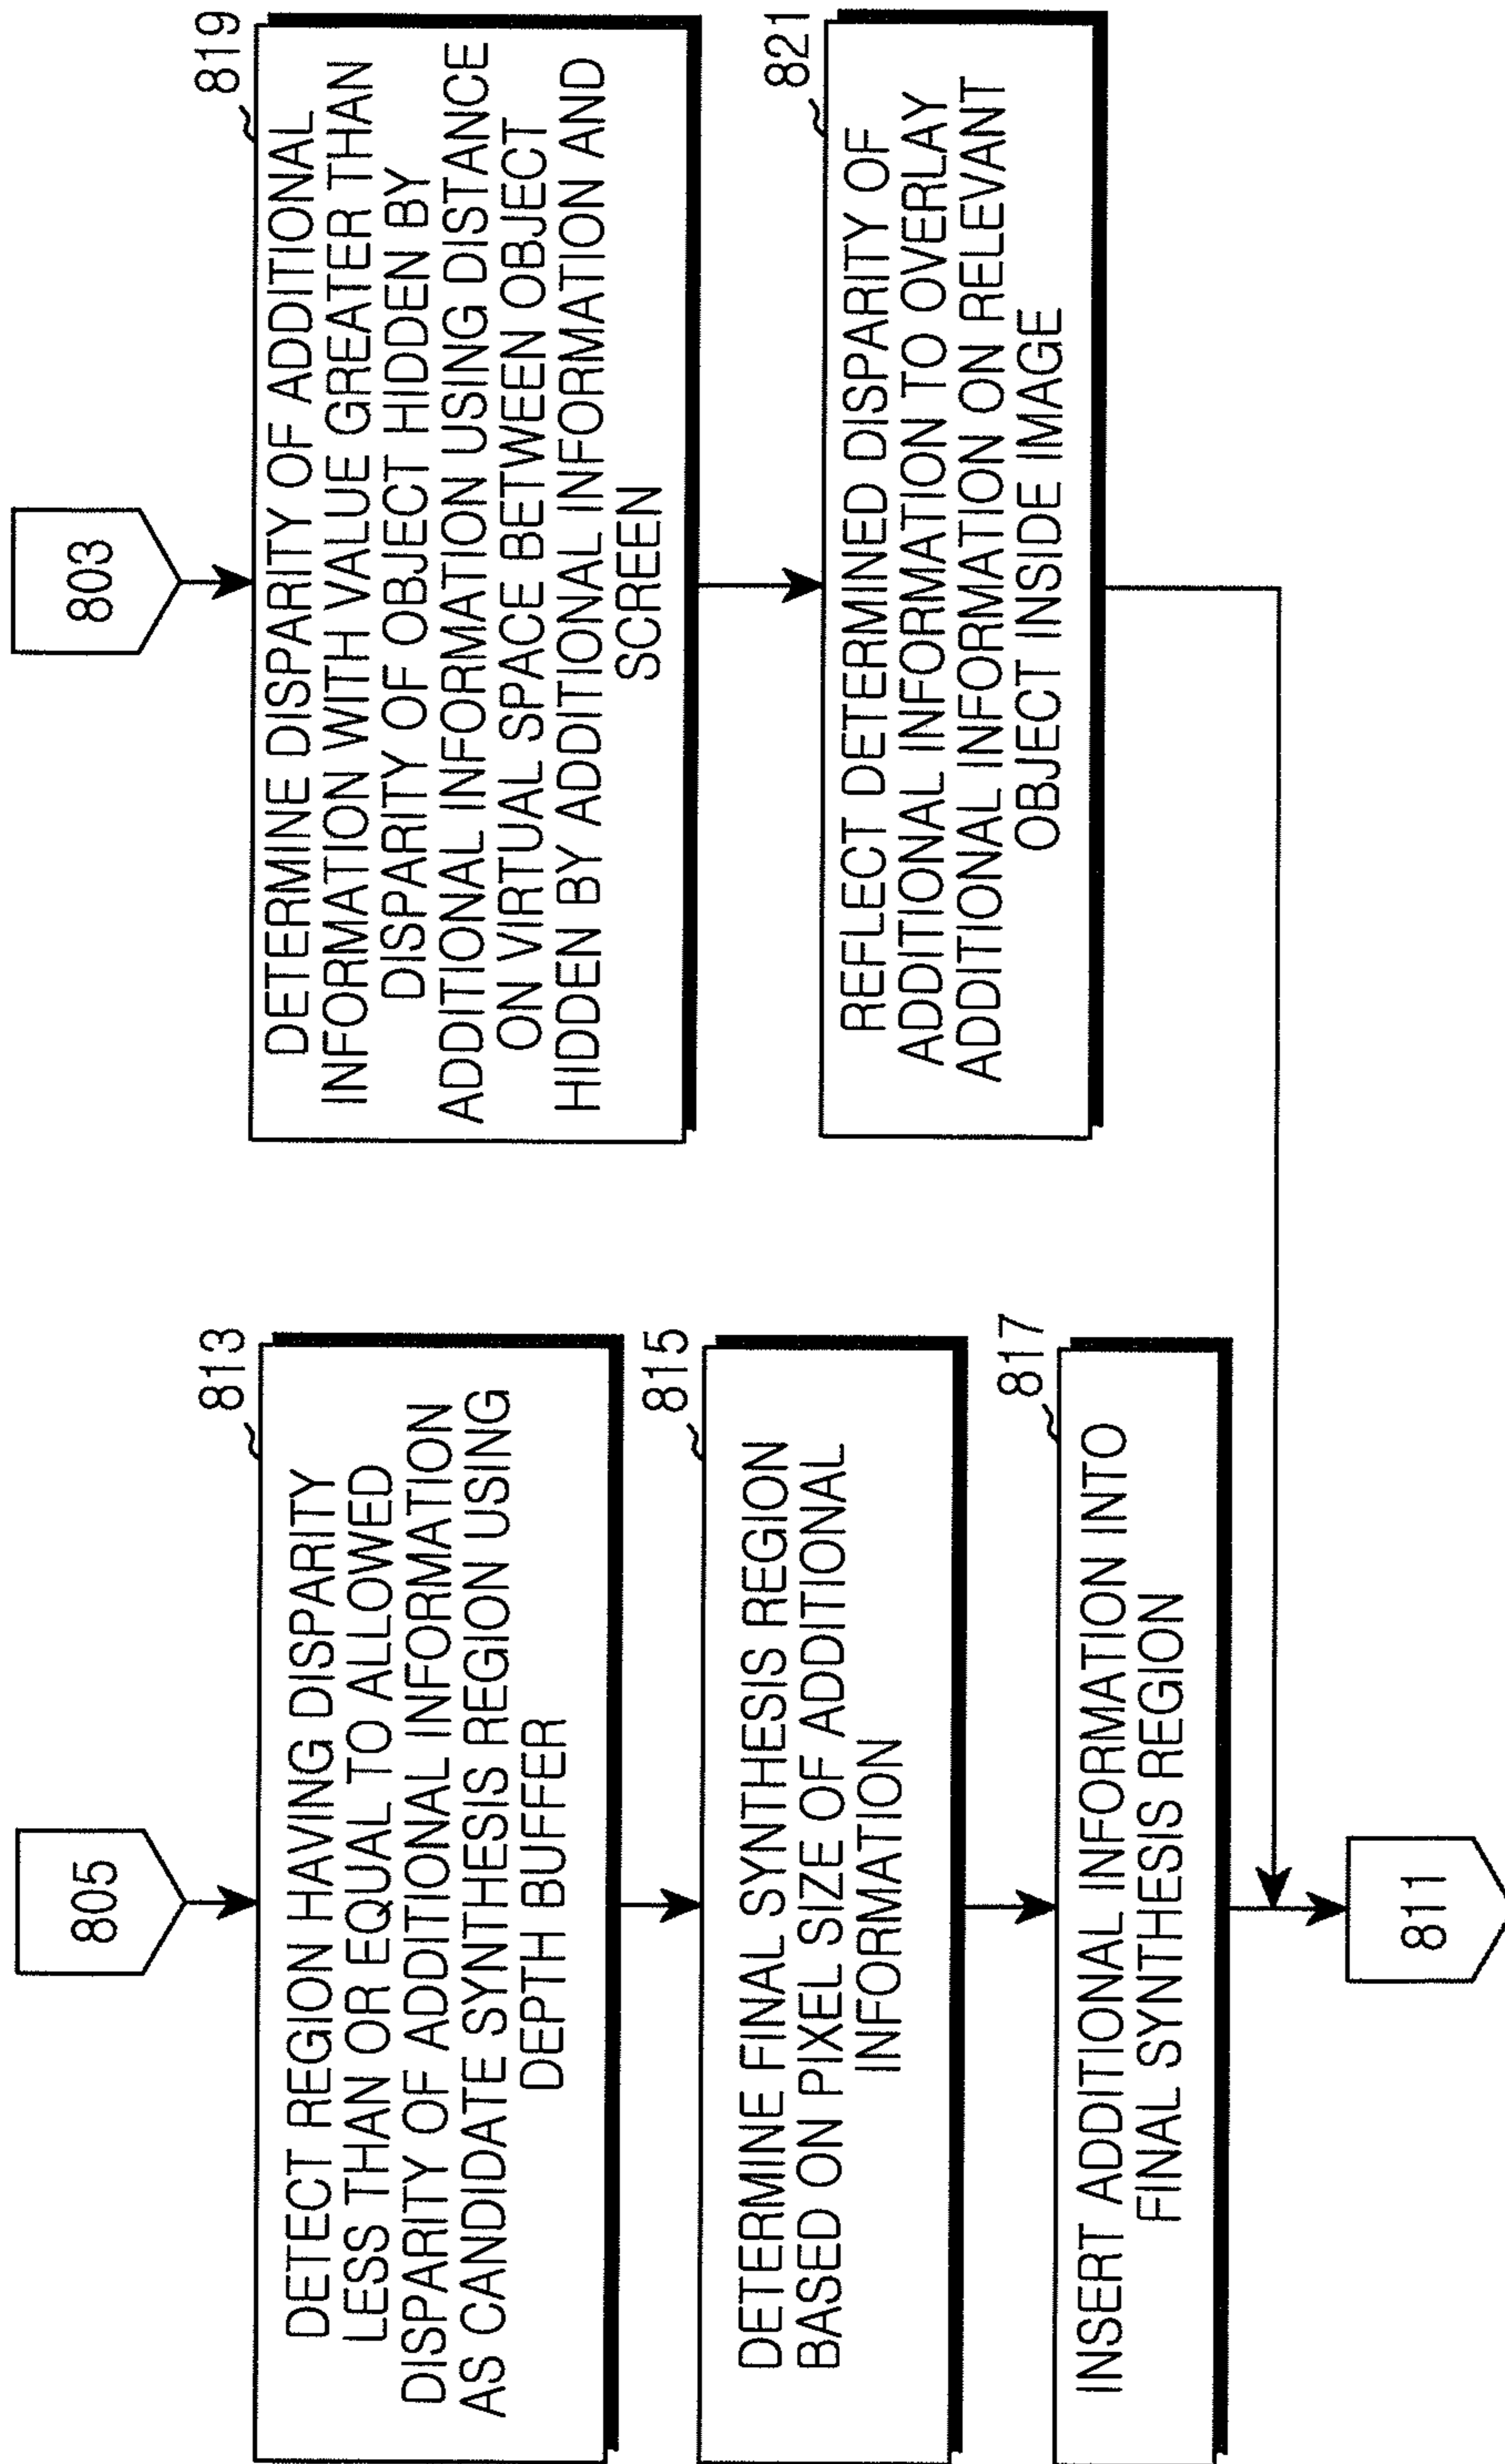 805
813
DETECT REGION HAVING DISPARITY
LESS THAN OR EQUAL TO ALLOWED
DISPARITY OF ADDITIONAL INFORMATION
AS CANDIDATE SYNTHESIS REGION USING
DEPTH BUFFER
815
DETERMINE FINAL SYNTHESIS REGION
BASED ON PIXEL SIZE OF ADDITIONAL
INFORMATION
817
INSERT ADDITIONAL INFORMATION INTO
FINAL SYNTHESIS REGION
811
803
819
DETERMINE DISPARITY OF ADDITIONAL
INFORMATION WITH VALUE GREATER THAN
DISPARITY OF OBJECT HIDDEN BY
ADDITIONAL INFORMATION USING DISTANCE
ON VIRTUAL SPACE BETWEEN OBJECT
HIDDEN BY ADDITIONAL INFORMATION AND
SCREEN
821
REFLECT DETERMINED DISPARITY OF
ADDITIONAL INFORMATION TO OVERLAY
ADDITIONAL INFORMATION ON RELEVANT
OBJECT INSIDE IMAGE